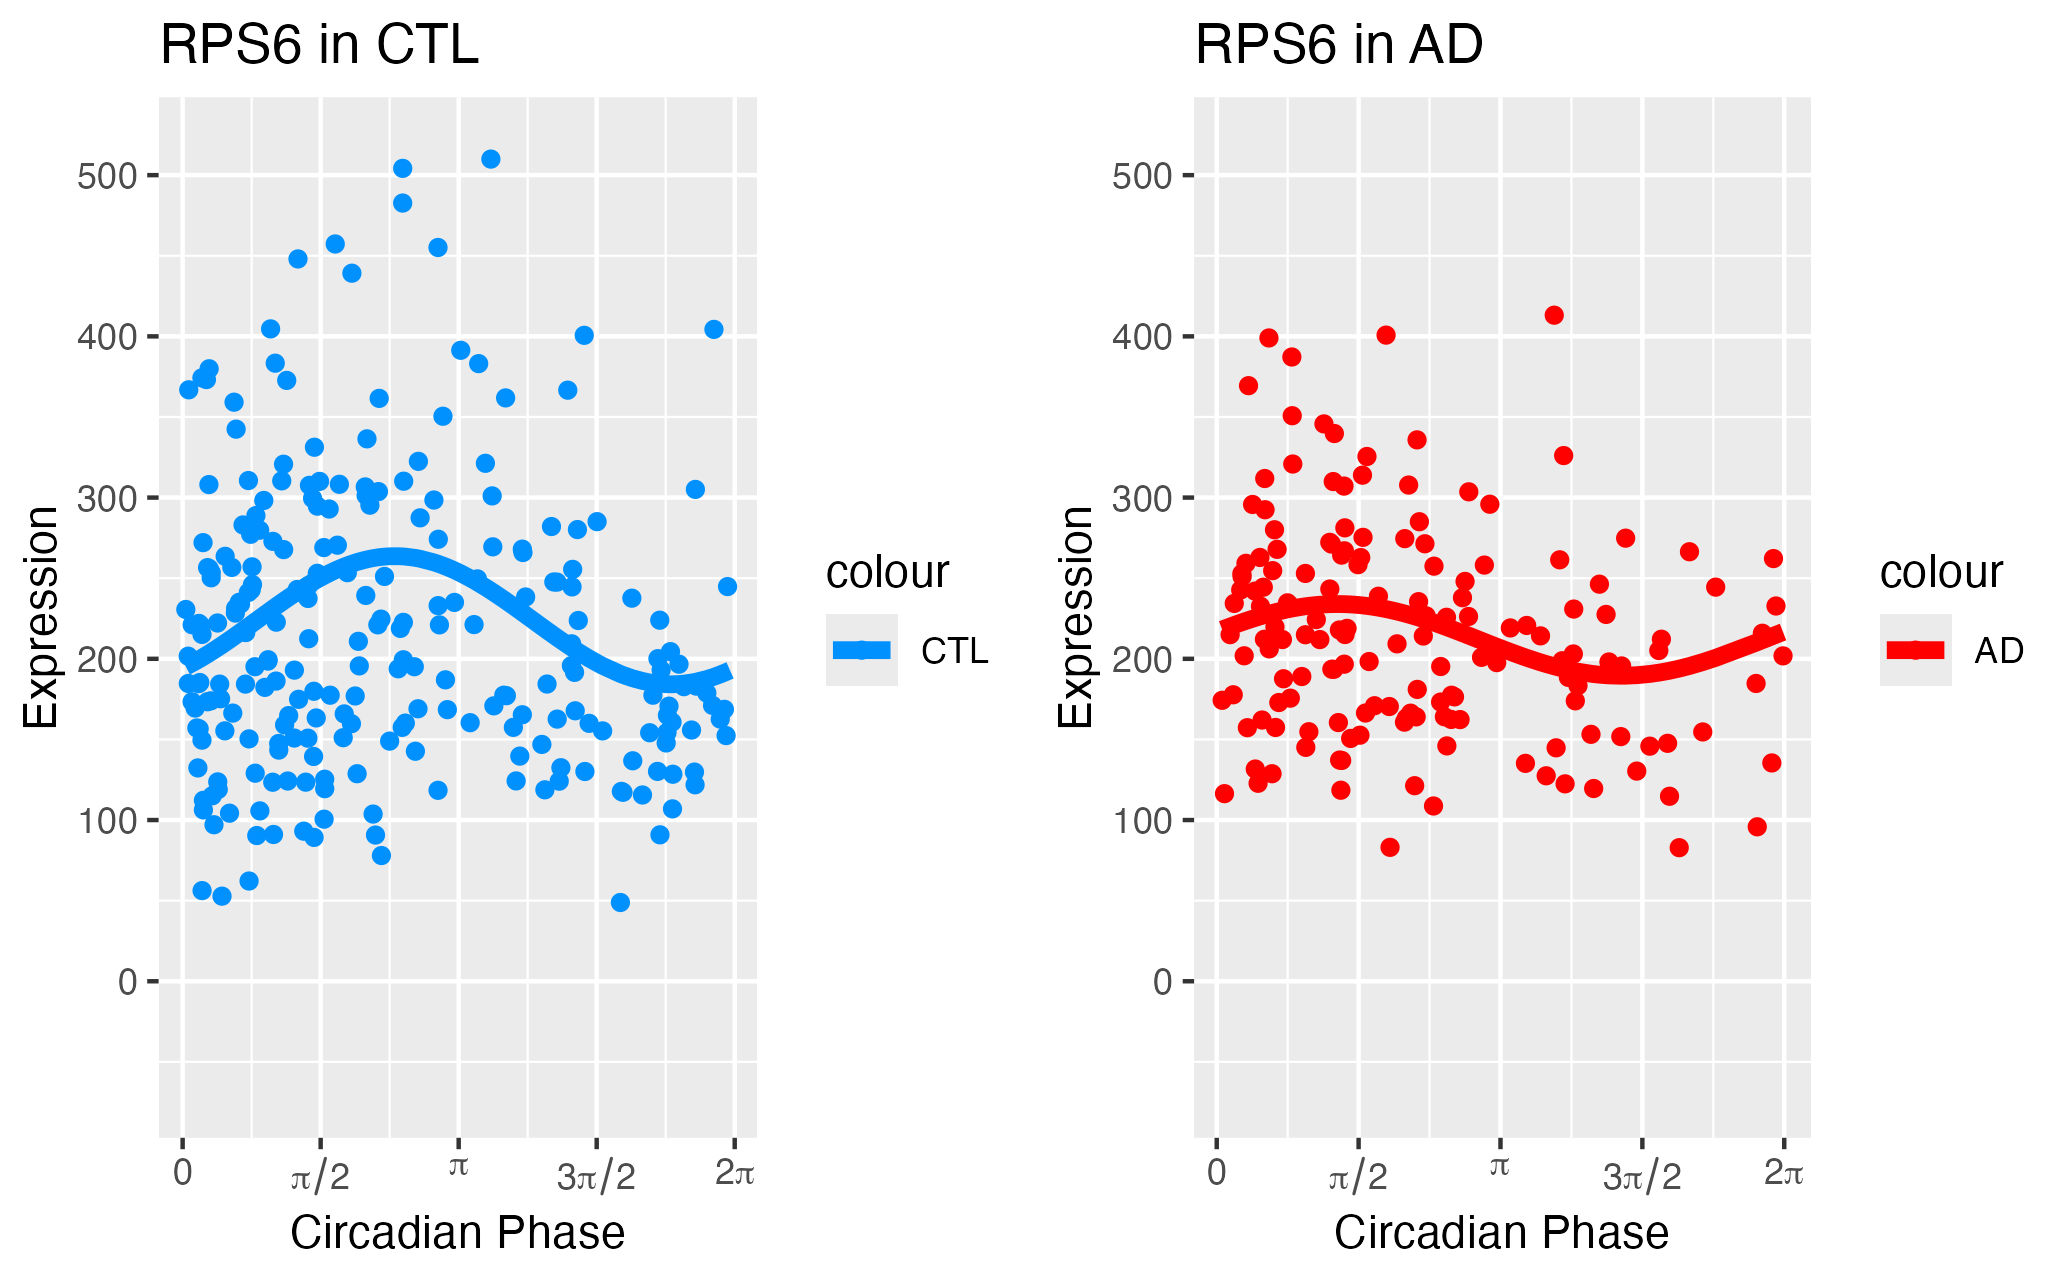 RPS6 in CTL
Expression
500
400
300
200
100
0
0
π/2
π
3π/2
2π
Circadian Phase
colour
CTL
RPS6 in AD
Expression
500
400
300
200
100
0
0
π/2
π
3π/2
2π
Circadian Phase
colour
AD